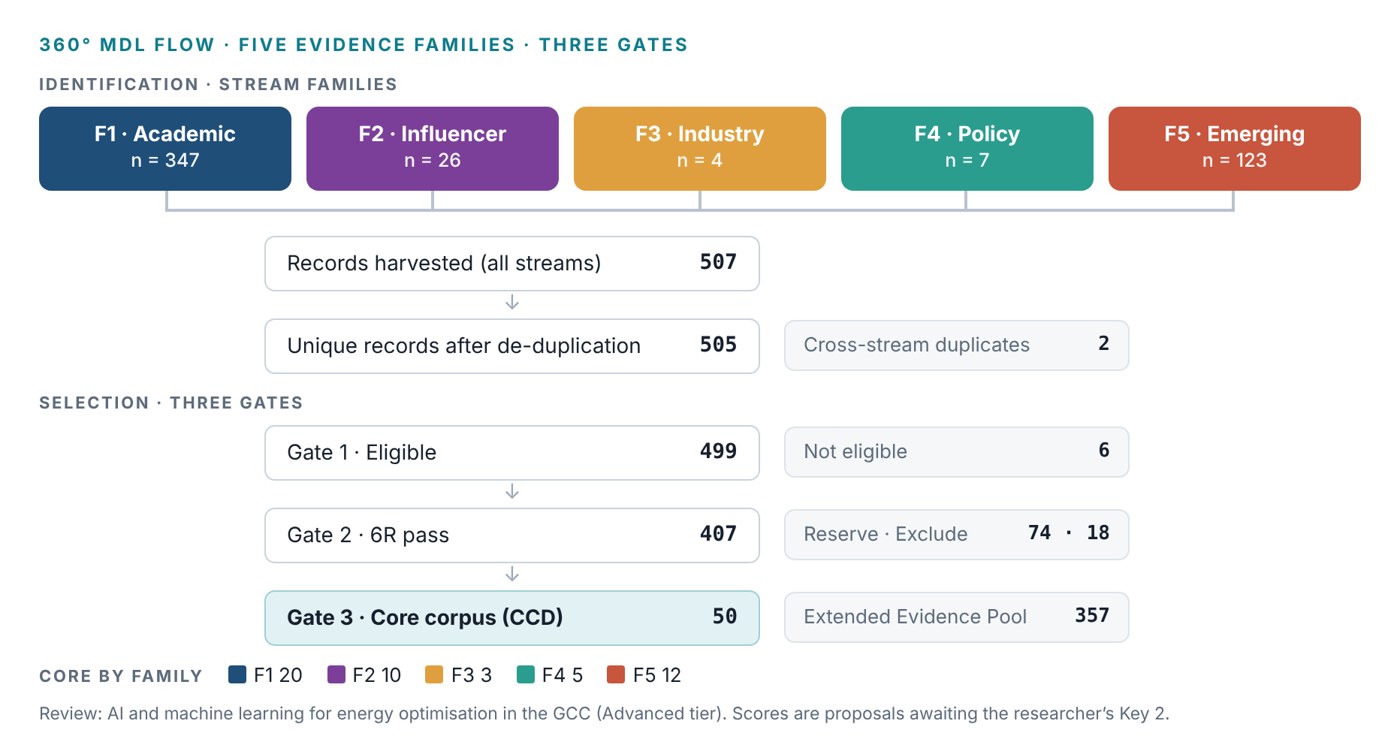 360° MDL FLOW · FIVE EVIDENCE FAMILIES · THREE GATES
IDENTIFICATION · STREAM FAMILIES
F1 · Academic
n = 347
F2 · Influencer
n = 26
F3 · Industry
n = 4
F4 · Policy
n = 7
F5 · Emerging
n = 123
Records harvested (all streams) 507
↓
Unique records after de-duplication 505
Cross-stream duplicates 2
SELECTION · THREE GATES
Gate 1 · Eligible 499
Not eligible 6
↓
Gate 2 · 6R pass 407
Reserve · Exclude 74 · 18
↓
Gate 3 · Core corpus (CCD) 50
Extended Evidence Pool 357
CORE BY FAMILY F1 20 F2 10 F3 3 F4 5 F5 12
Review: AI and machine learning for energy optimisation in the GCC (Advanced tier). Scores are proposals awaiting the researcher’s Key 2.